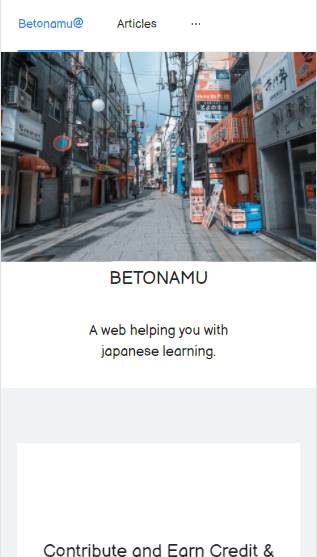 Betonamu@ Articles ...
BETONAMU
A web helping you with
japanese learning.
Contribute and Earn Credit &